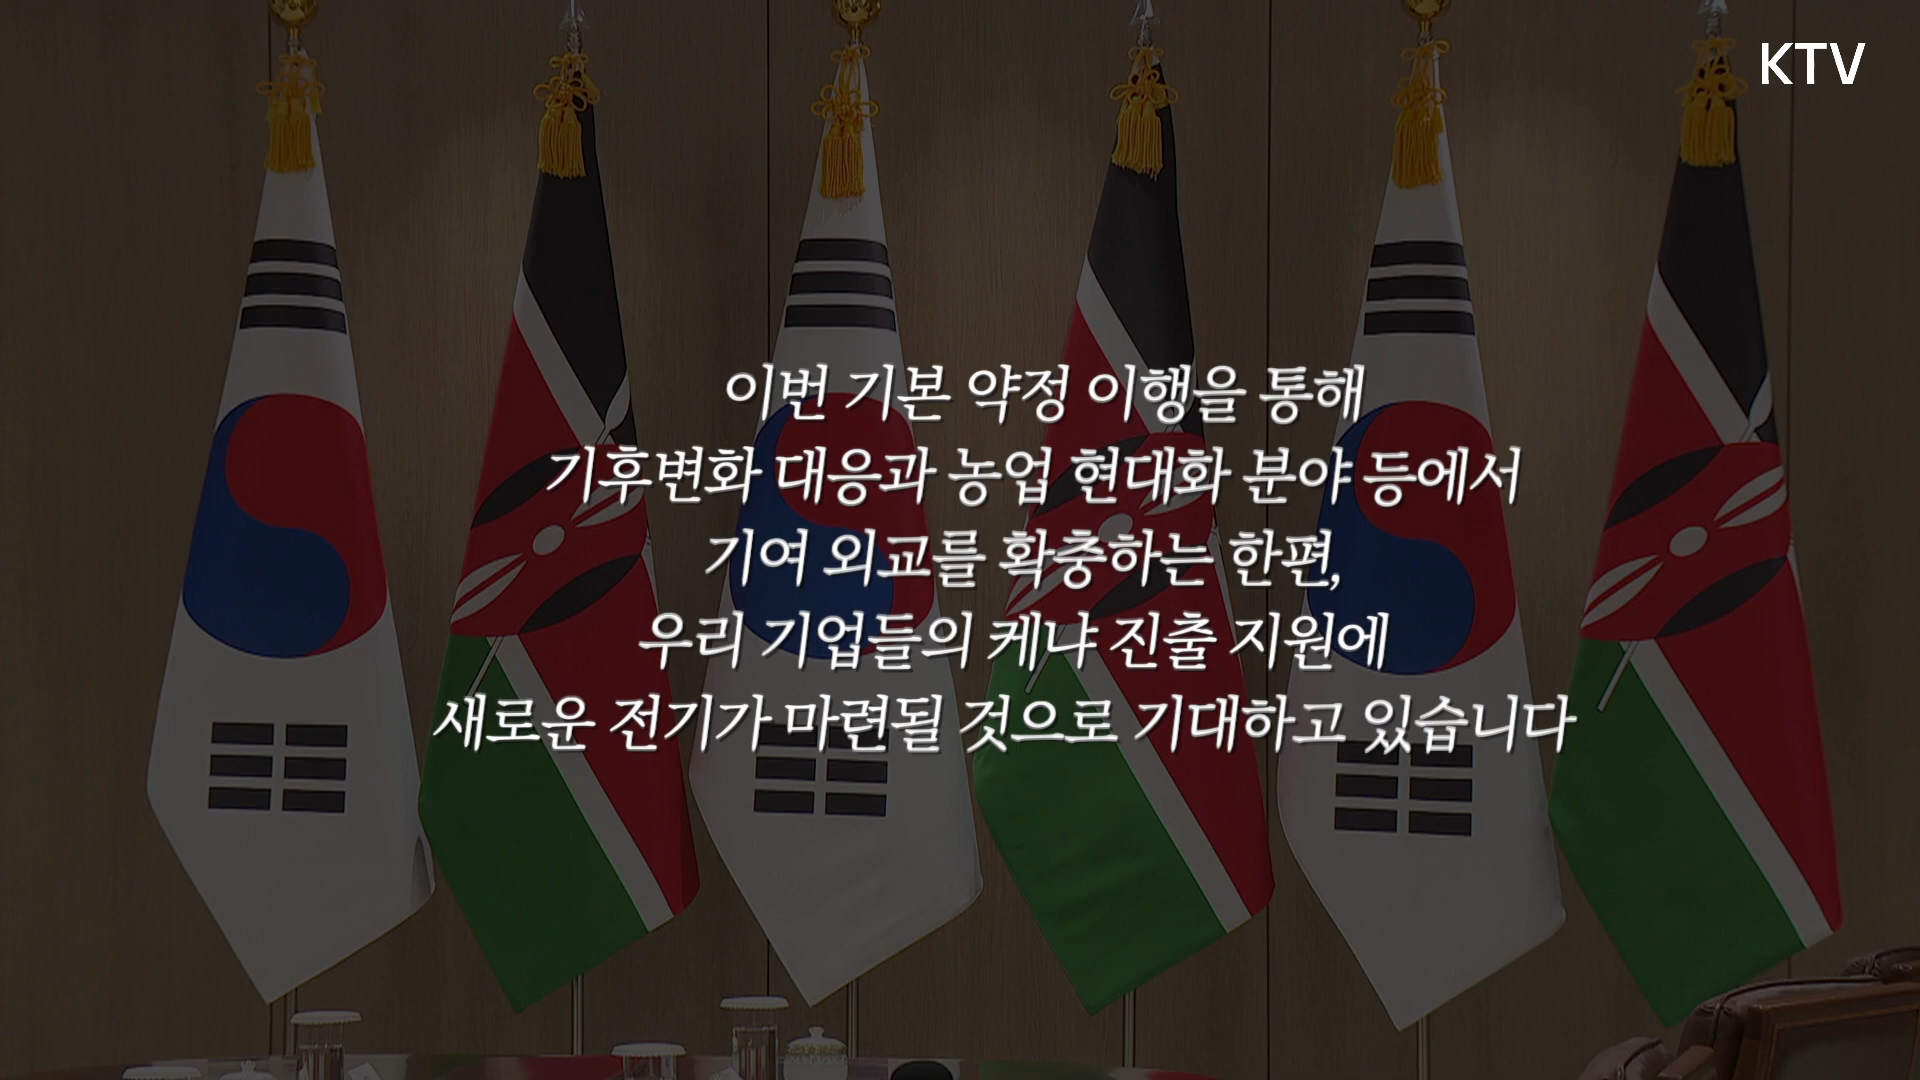 KTV
이번 기본 약정 이행을 통해
기후변화 대응과 농업 현대화 분야 등에서
기여 외교를 확충하는 한편,
우리 기업들의 케냐 진출 지원에
새로운 전기가 마련될 것으로 기대하고 있습니다